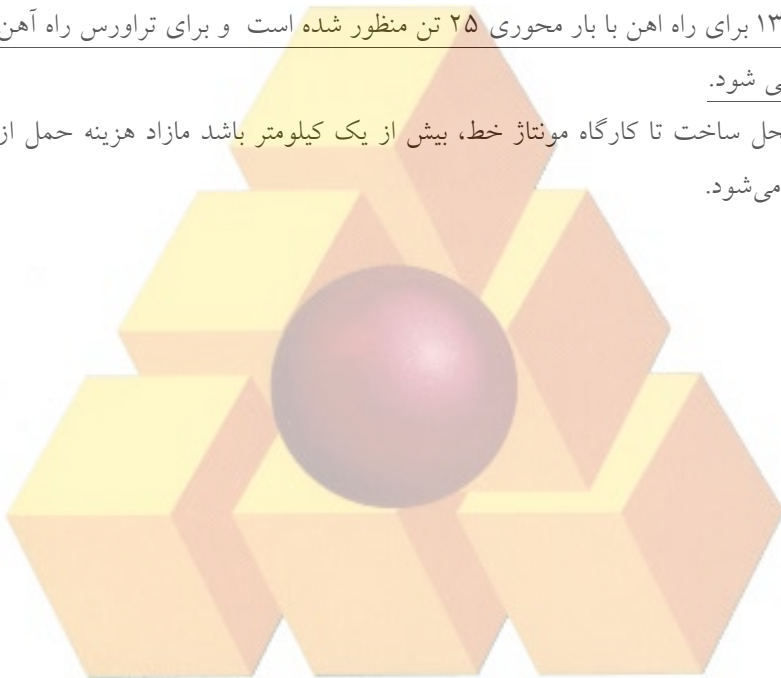 ۱۳ برای راه اهن با بار محوری ۲۵ تن منظور شده است و برای تراورس راه آهن
ی شود.
حل ساخت تا کارگاه مونتاژ خط، بیش از یک کیلومتر باشد مازاد هزینه حمل از
می‌شود.